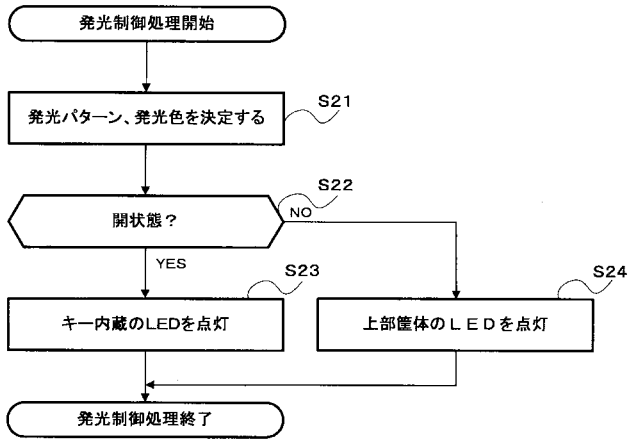 発光制御処理開始
S21
発光パターン、発光色を決定する
S22
開状態？
NO
YES
S23
キー内蔵のLEDを点灯
S24
上部筐体のＬＥＤを点灯
発光制御処理終了